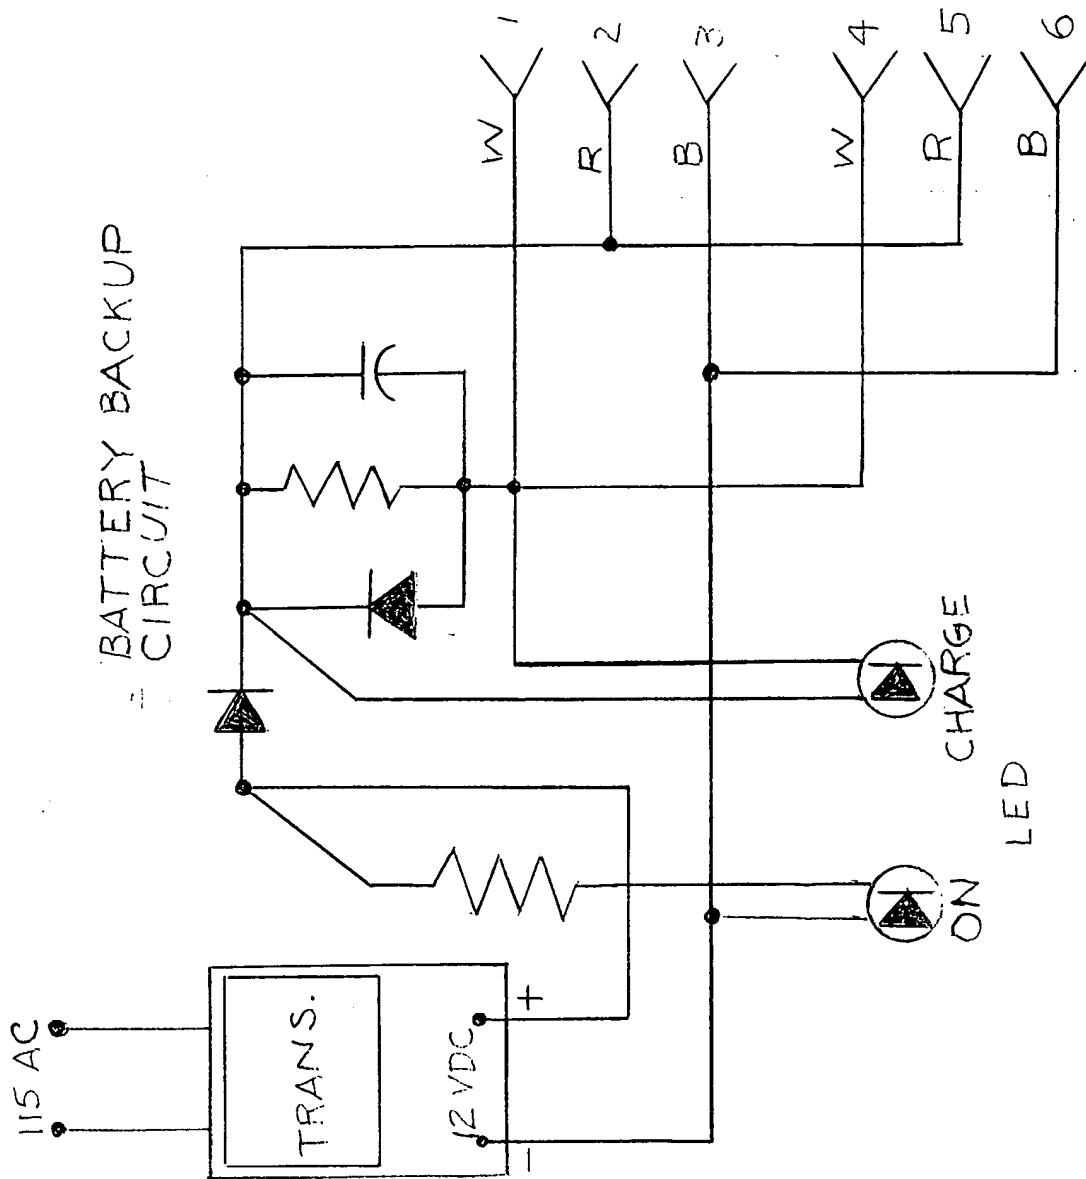 = BATTERY BACKUP
CIRCUIT
115 AC
TRANS.
12 VDC
+
-
W 1
R 2
B 3
W 4
R 5
B 6
ON
CHARGE
LED